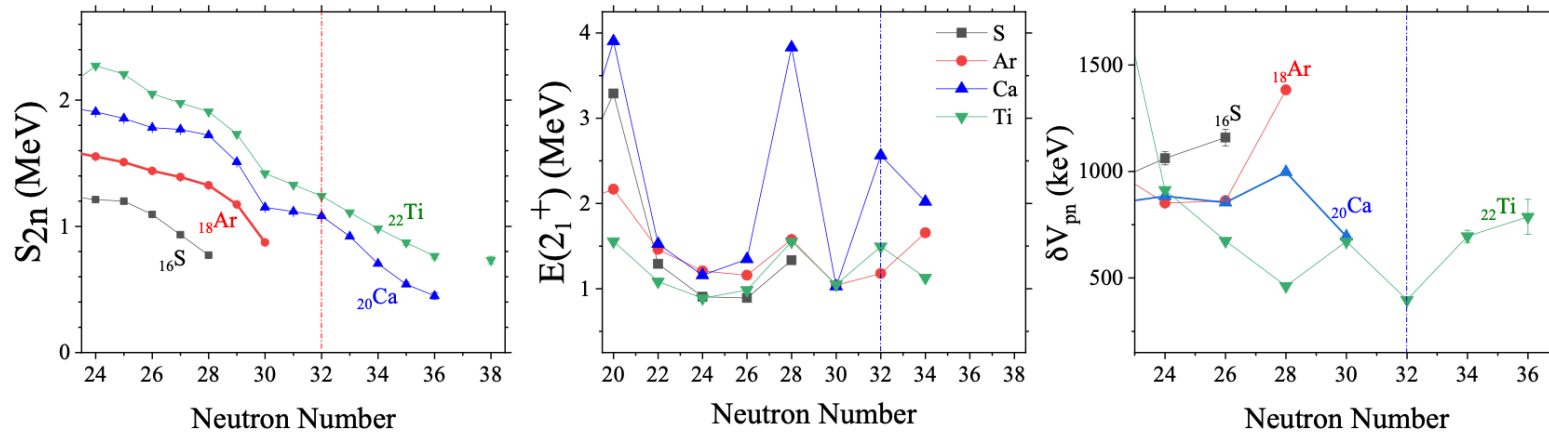 S2n (MeV)
2
1
0
22Ti
18Ar
16S
20Ca
24 26 28 30 32 34 36 38
Neutron Number
E(2₁⁺) (MeV)
4
3
2
1
S
Ar
Ca
Ti
20 22 24 26 28 30 32 34 36 38
Neutron Number
δVpn (keV)
1500
1000
500
18Ar
16S
20Ca
22Ti
24 26 28 30 32 34 36
Neutron Number